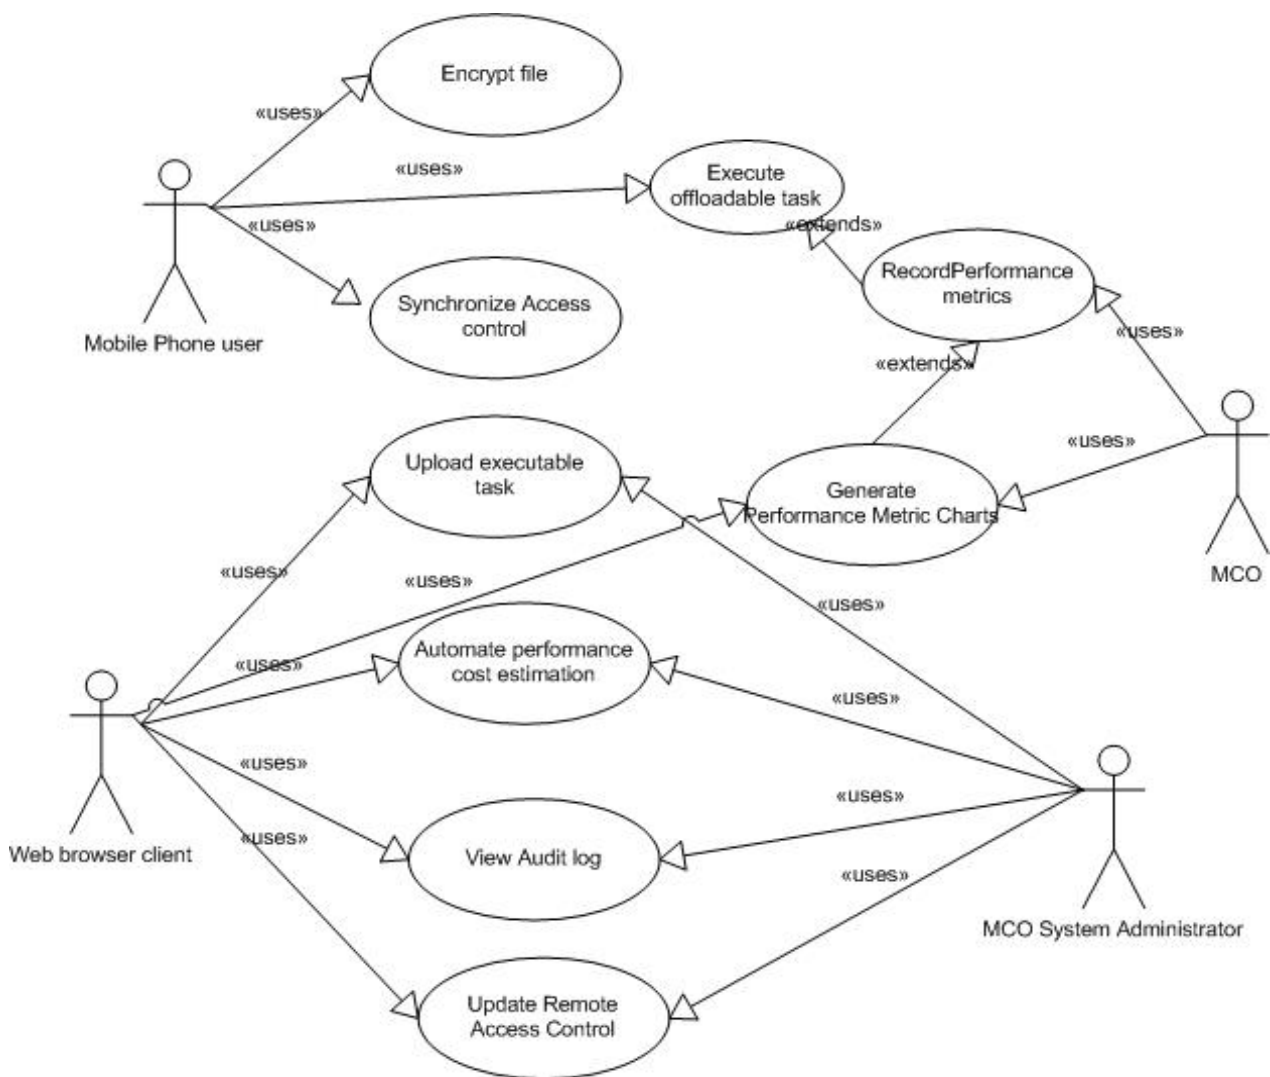 Encrypt file
«uses»
«uses»
Execute
offloadable task
«uses»
«extends»
RecordPerformance
metrics
Synchronize Access
control
Mobile Phone user
«uses»
«extends»
«uses»
Upload executable
task
Generate
Performance Metric Charts
MCO
«uses»
«uses»
«uses»
Automate performance
cost estimation
«uses»
«uses»
«uses»
«uses»
«uses»
View Audit log
Web browser client
«uses»
MCO System Administrator
Update Remote
Access Control